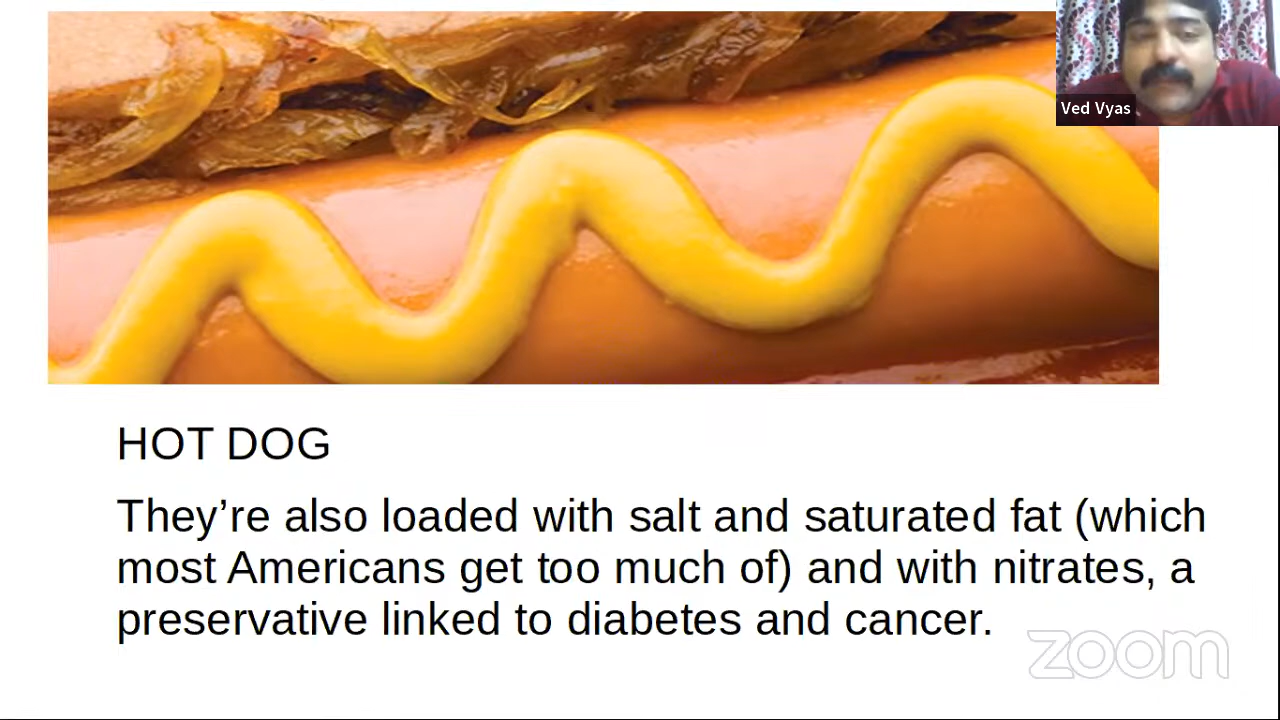 Ved Vyas
HOT DOG
They’re also loaded with salt and saturated fat (which
most Americans get too much of) and with nitrates, a
preservative linked to diabetes and cancer.
zoom